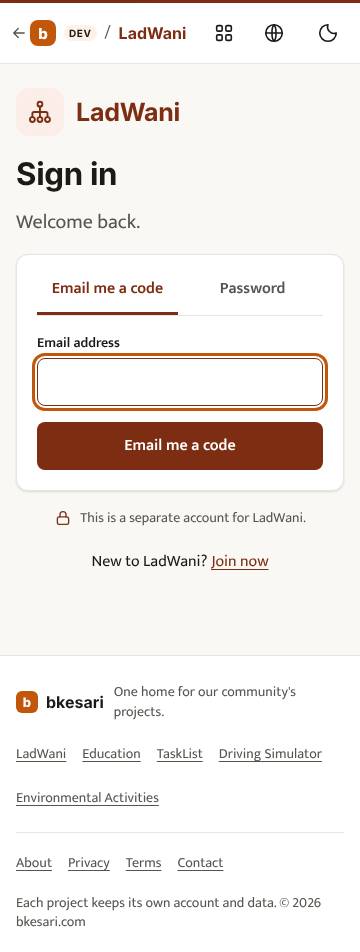 b DEV / LadWani
LadWani
Sign in
Welcome back.
Email me a code Password
Email address
Email me a code
This is a separate account for LadWani.
New to LadWani? Join now
b bkesari One home for our community's
projects.
LadWani Education TaskList Driving Simulator
Environmental Activities
About Privacy Terms Contact
Each project keeps its own account and data. © 2026
bkesari.com